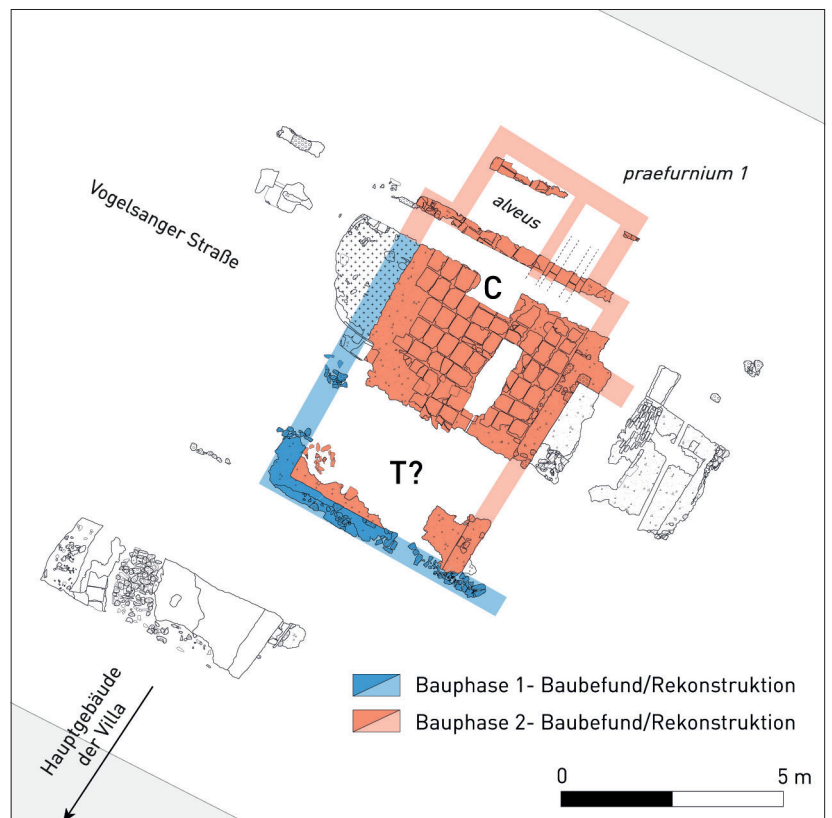 praefurnium 1
alveus
Vogelsanger Straße
C
T?
Bauphase 1- Baubefund/Rekonstruktion
Bauphase 2- Baubefund/Rekonstruktion
Hauptgebäude
der Villa
0 5 m